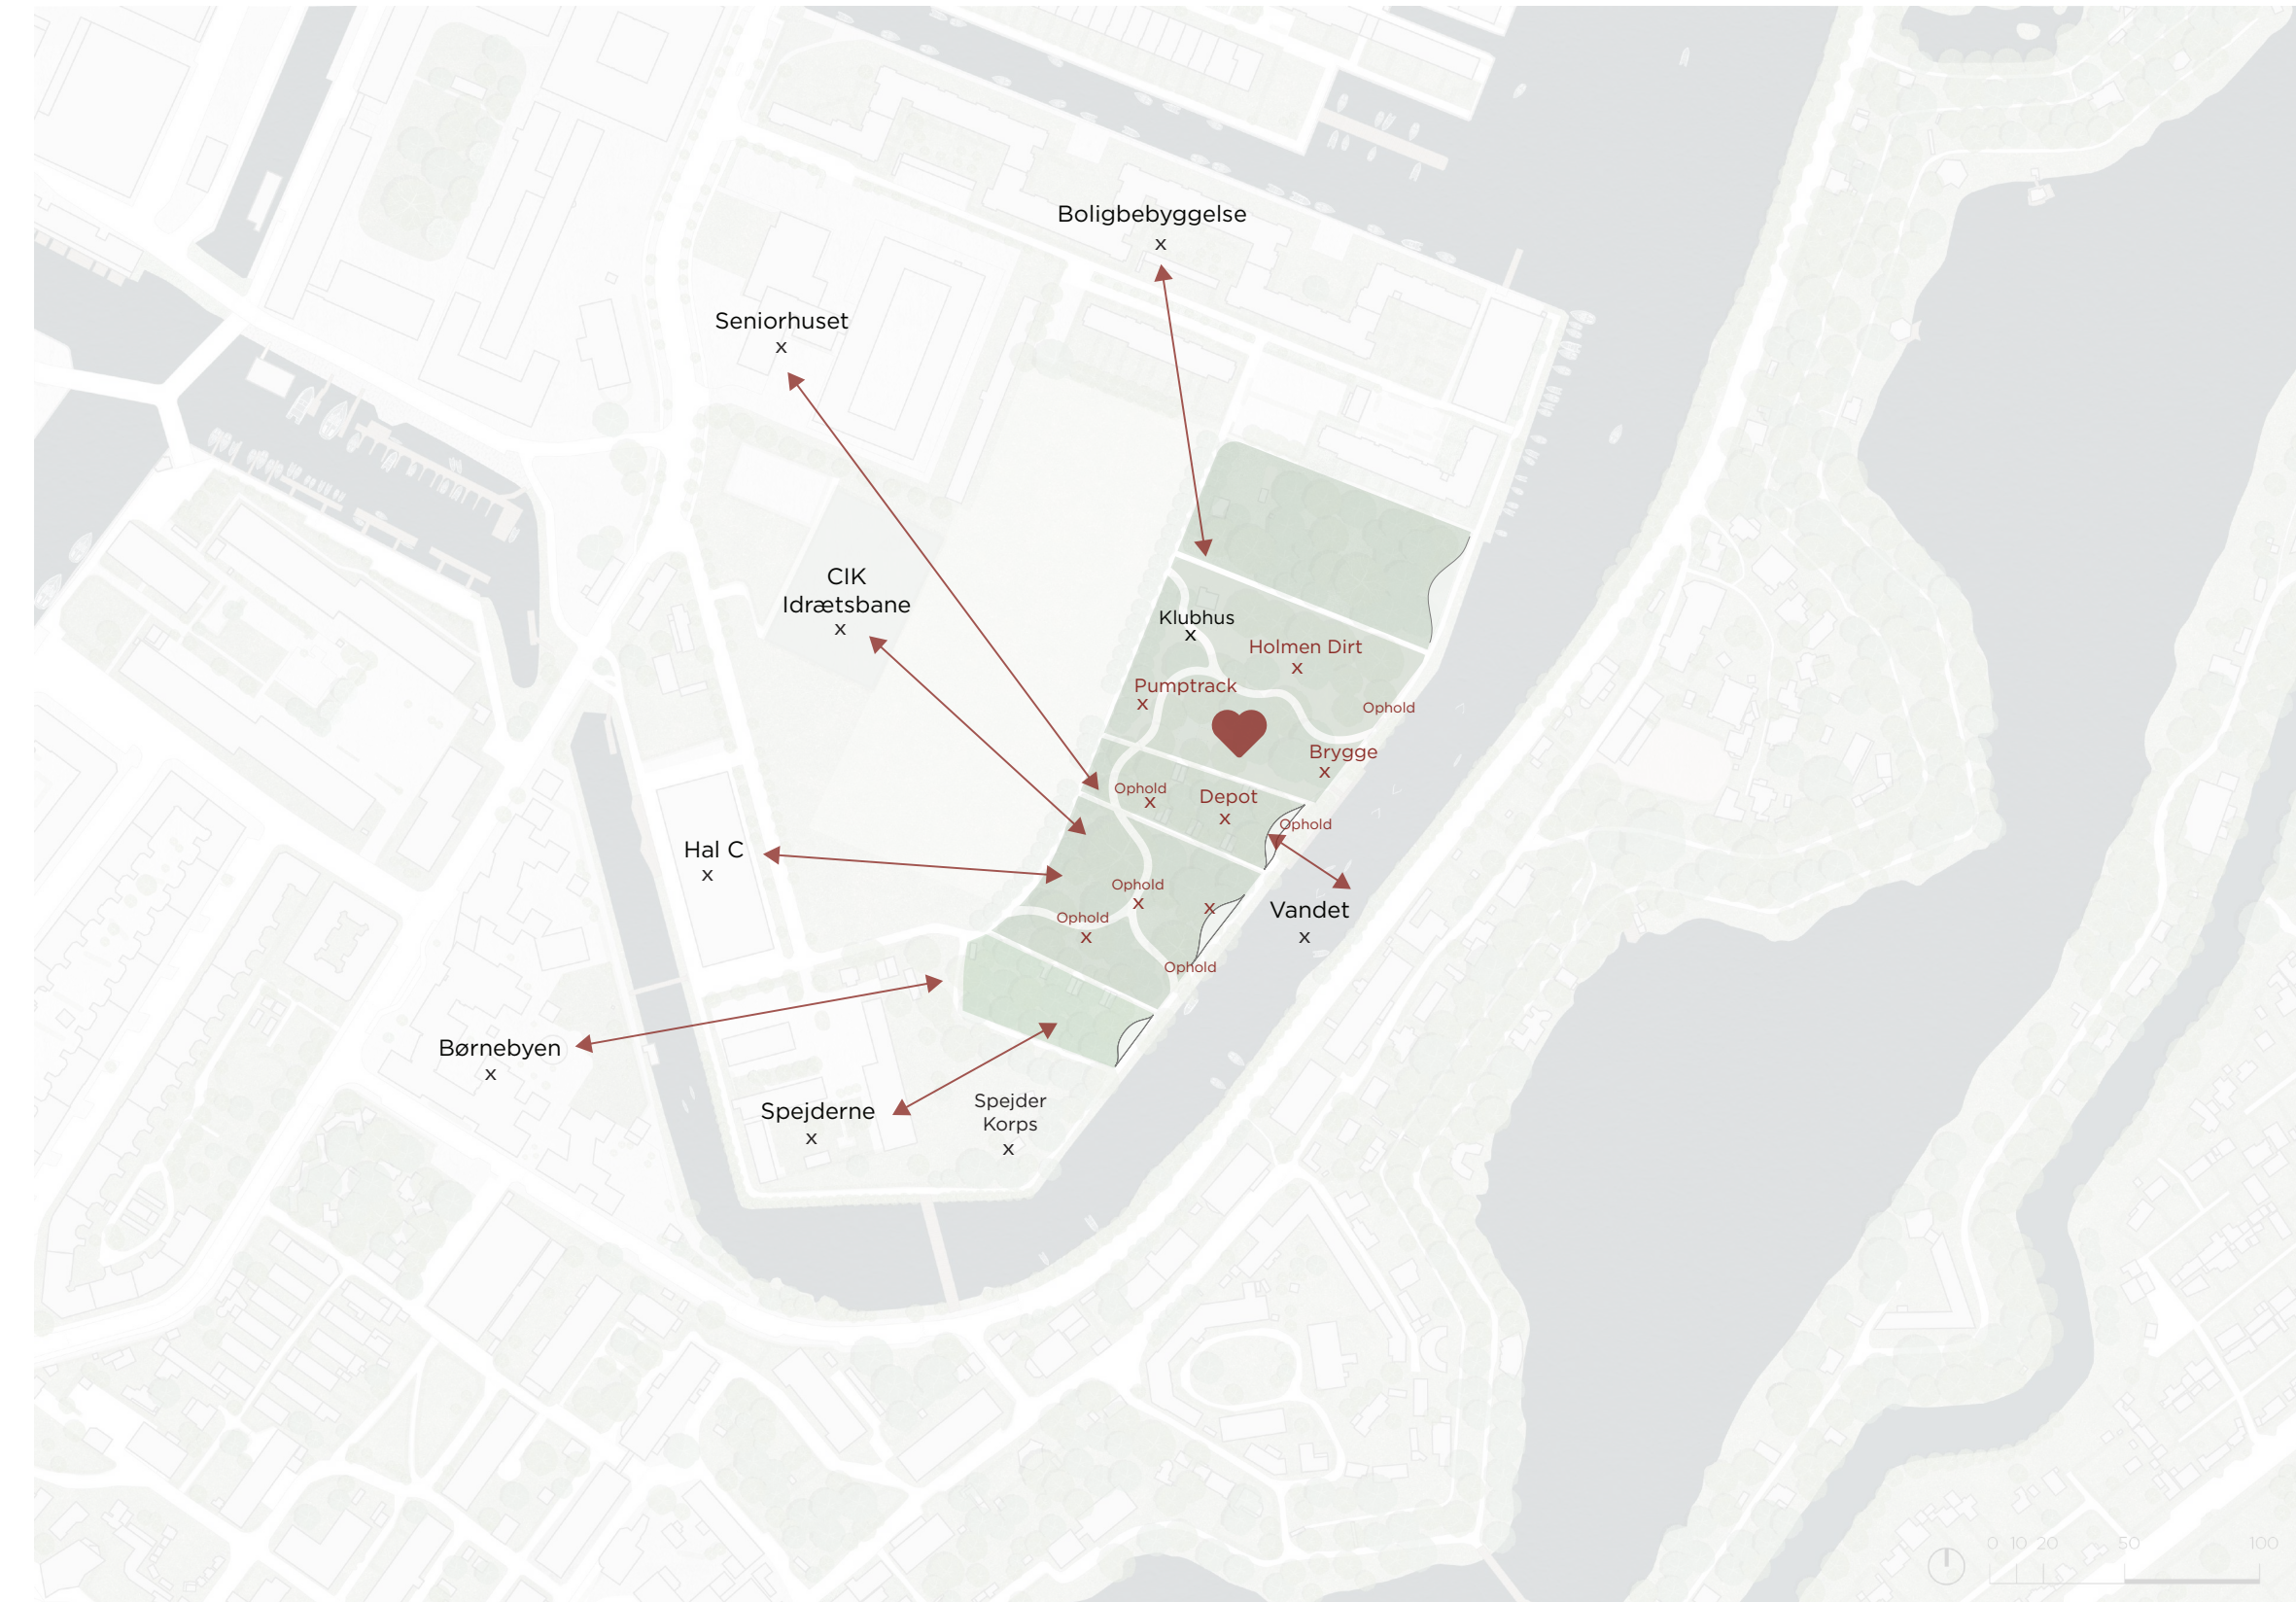 Boligbebyggelse
x
Seniorhuset
x
CIK
Idrætsbane
x
Klubhus
x
Holmen Dirt
x
Pumptrack
x
Ophold
Brygge
x
Ophold
x
Depot
x
Ophold
Hal C
x
Ophold
x
Ophold
x
x
Vandet
x
Ophold
Børnebyen
x
Spejderne
x
Spejder
Korps
x
0 10 20 50 100